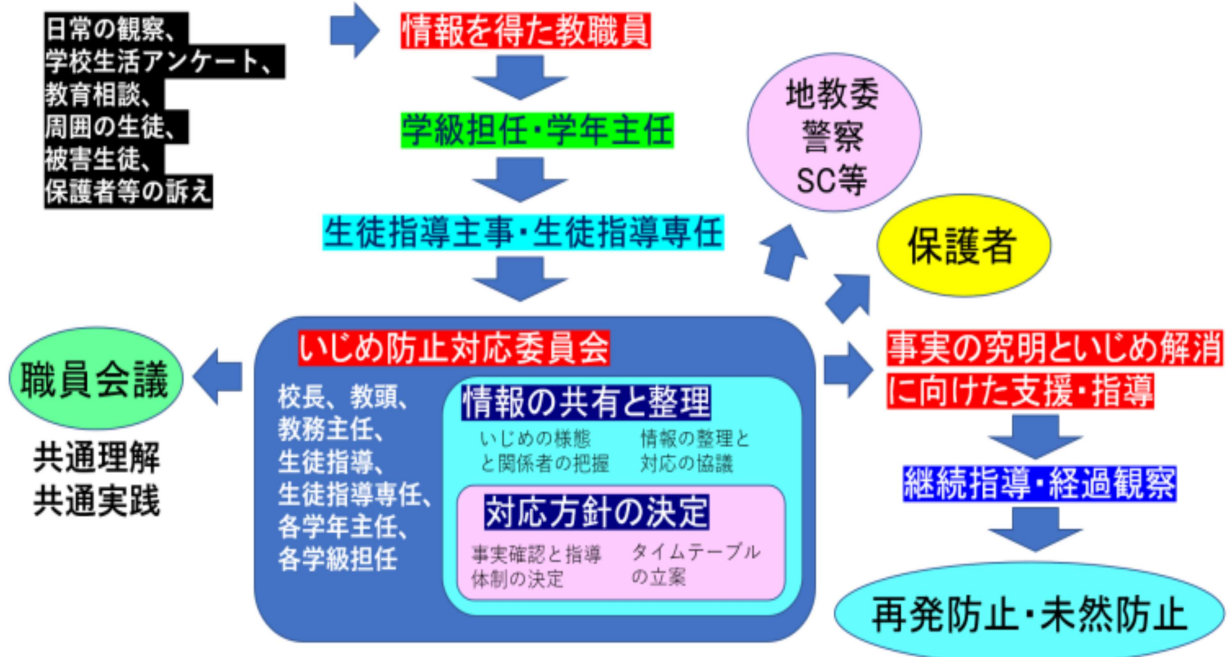 日常の観察、
学校生活アンケート、
教育相談、
周囲の生徒、
被害生徒、
保護者等の訴え
情報を得た教職員
学級担任・学年主任
生徒指導主事・生徒指導専任
地教委
警察
SC等
保護者
職員会議
共通理解
共通実践
いじめ防止対応委員会
校長、教頭、
教務主任、
生徒指導、
生徒指導専任、
各学年主任、
各学級担任
情報の共有と整理
いじめの様態
と関係者の把握
情報の整理と
対応の協議
対応方針の決定
事実確認と指導
体制の決定
タイムテーブル
の立案
事実の究明といじめ解消
に向けた支援・指導
継続指導・経過観察
再発防止・未然防止